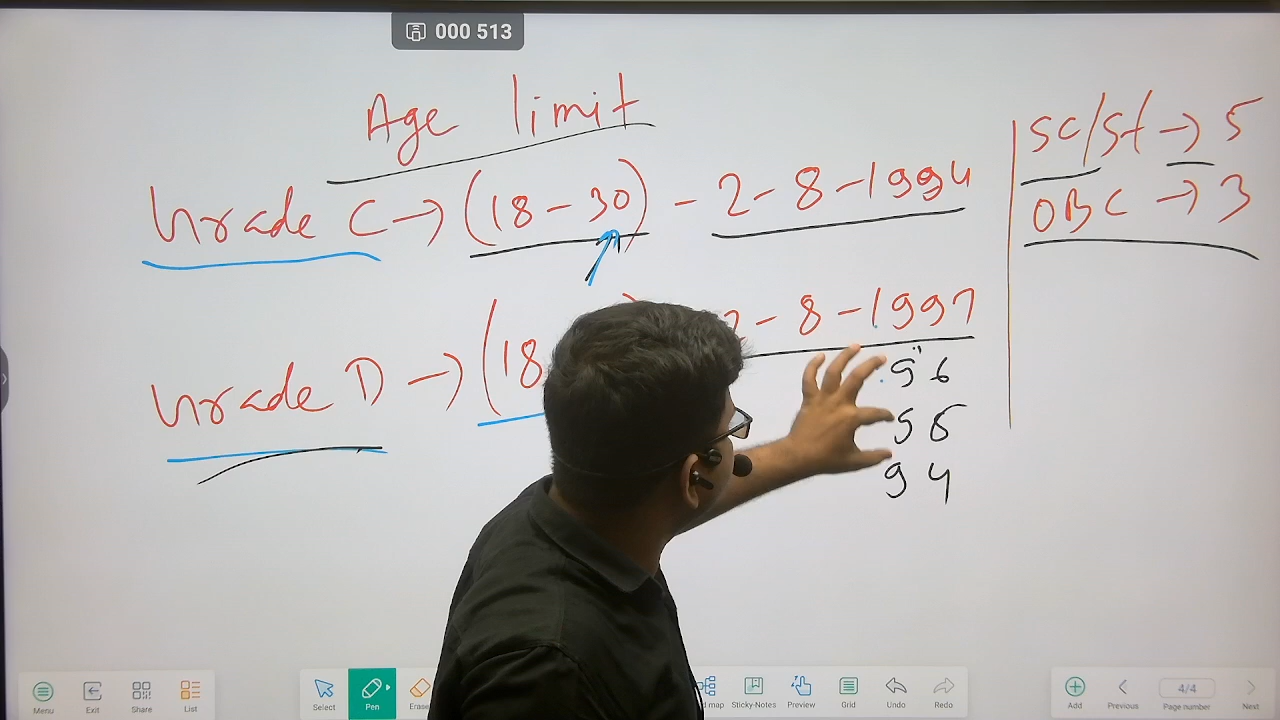 000 513
Age limit
Grade C → (18 - 30) - 2 - 8 - 1994
SC/St → 5
OBC → 3
Grade D → (18 2 - 8 - 1997
96
95
94
Menu Exit Share List Select Pen Sticky Notes Preview Grid Undo Redo Add Previous 4/4 Page number Next